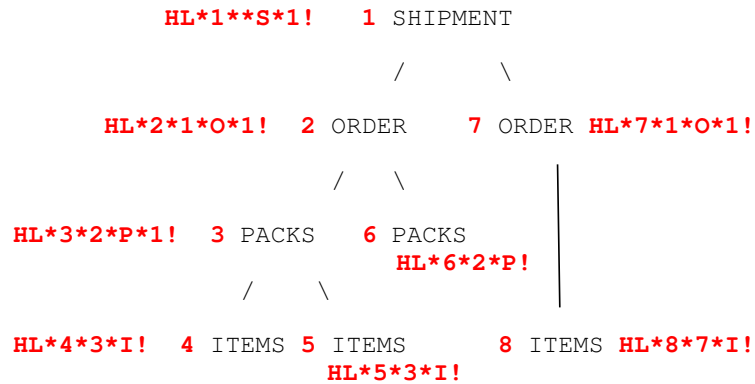 HL*1**S*1! 1 SHIPMENT
/ \
HL*2*1*O*1! 2 ORDER 7 ORDER HL*7*1*O*1!
/ \
HL*3*2*P*1! 3 PACKS 6 PACKS
HL*6*2*P!
/ \
HL*4*3*I! 4 ITEMS 5 ITEMS 8 ITEMS HL*8*7*I!
HL*5*3*I!